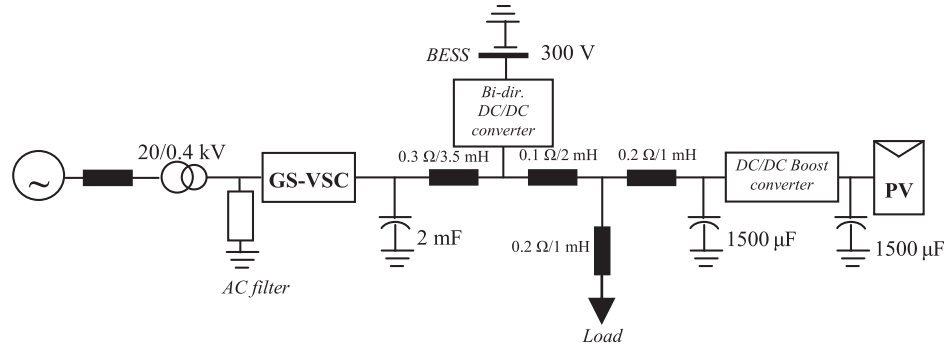 BESS
300 V
Bi-dir.
DC/DC
converter
20/0.4 kV
0.3 Ω/3.5 mH
0.1 Ω/2 mH
0.2 Ω/1 mH
DC/DC Boost
converter
~
GS-VSC
PV
2 mF
0.2 Ω/1 mH
1500 μF
1500 μF
AC filter
Load